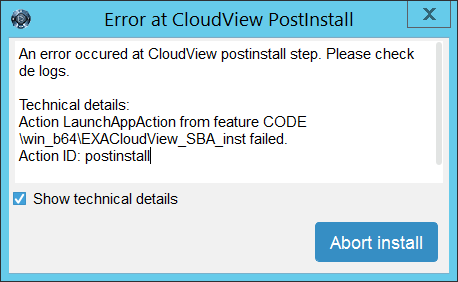 Error at CloudView PostInstall
An error occured at CloudView postinstall step. Please check
de logs.
Technical details:
Action LaunchAppAction from feature CODE
\win_b64\EXACloudView_SBA_inst failed.
Action ID: postinstall
Show technical details
Abort install